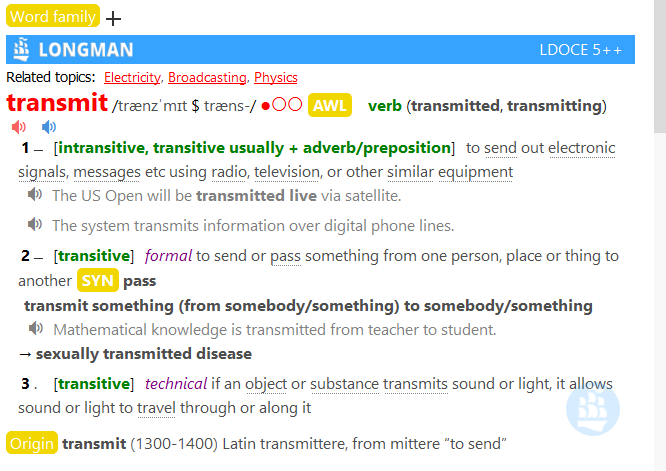 Word family +
LONGMAN LDOCE 5++
Related topics: Electricity, Broadcasting, Physics
transmit /trænzˈmɪt $ træns-/ ●○○ AWL verb (transmitted, transmitting)
1 – [intransitive, transitive usually + adverb/preposition] to send out electronic
signals, messages etc using radio, television, or other similar equipment
The US Open will be transmitted live via satellite.
The system transmits information over digital phone lines.
2 – [transitive] formal to send or pass something from one person, place or thing to
another SYN pass
transmit something (from somebody/something) to somebody/something
Mathematical knowledge is transmitted from teacher to student.
→ sexually transmitted disease
3 . [transitive] technical if an object or substance transmits sound or light, it allows
sound or light to travel through or along it
Origin transmit (1300-1400) Latin transmittere, from mittere “to send”